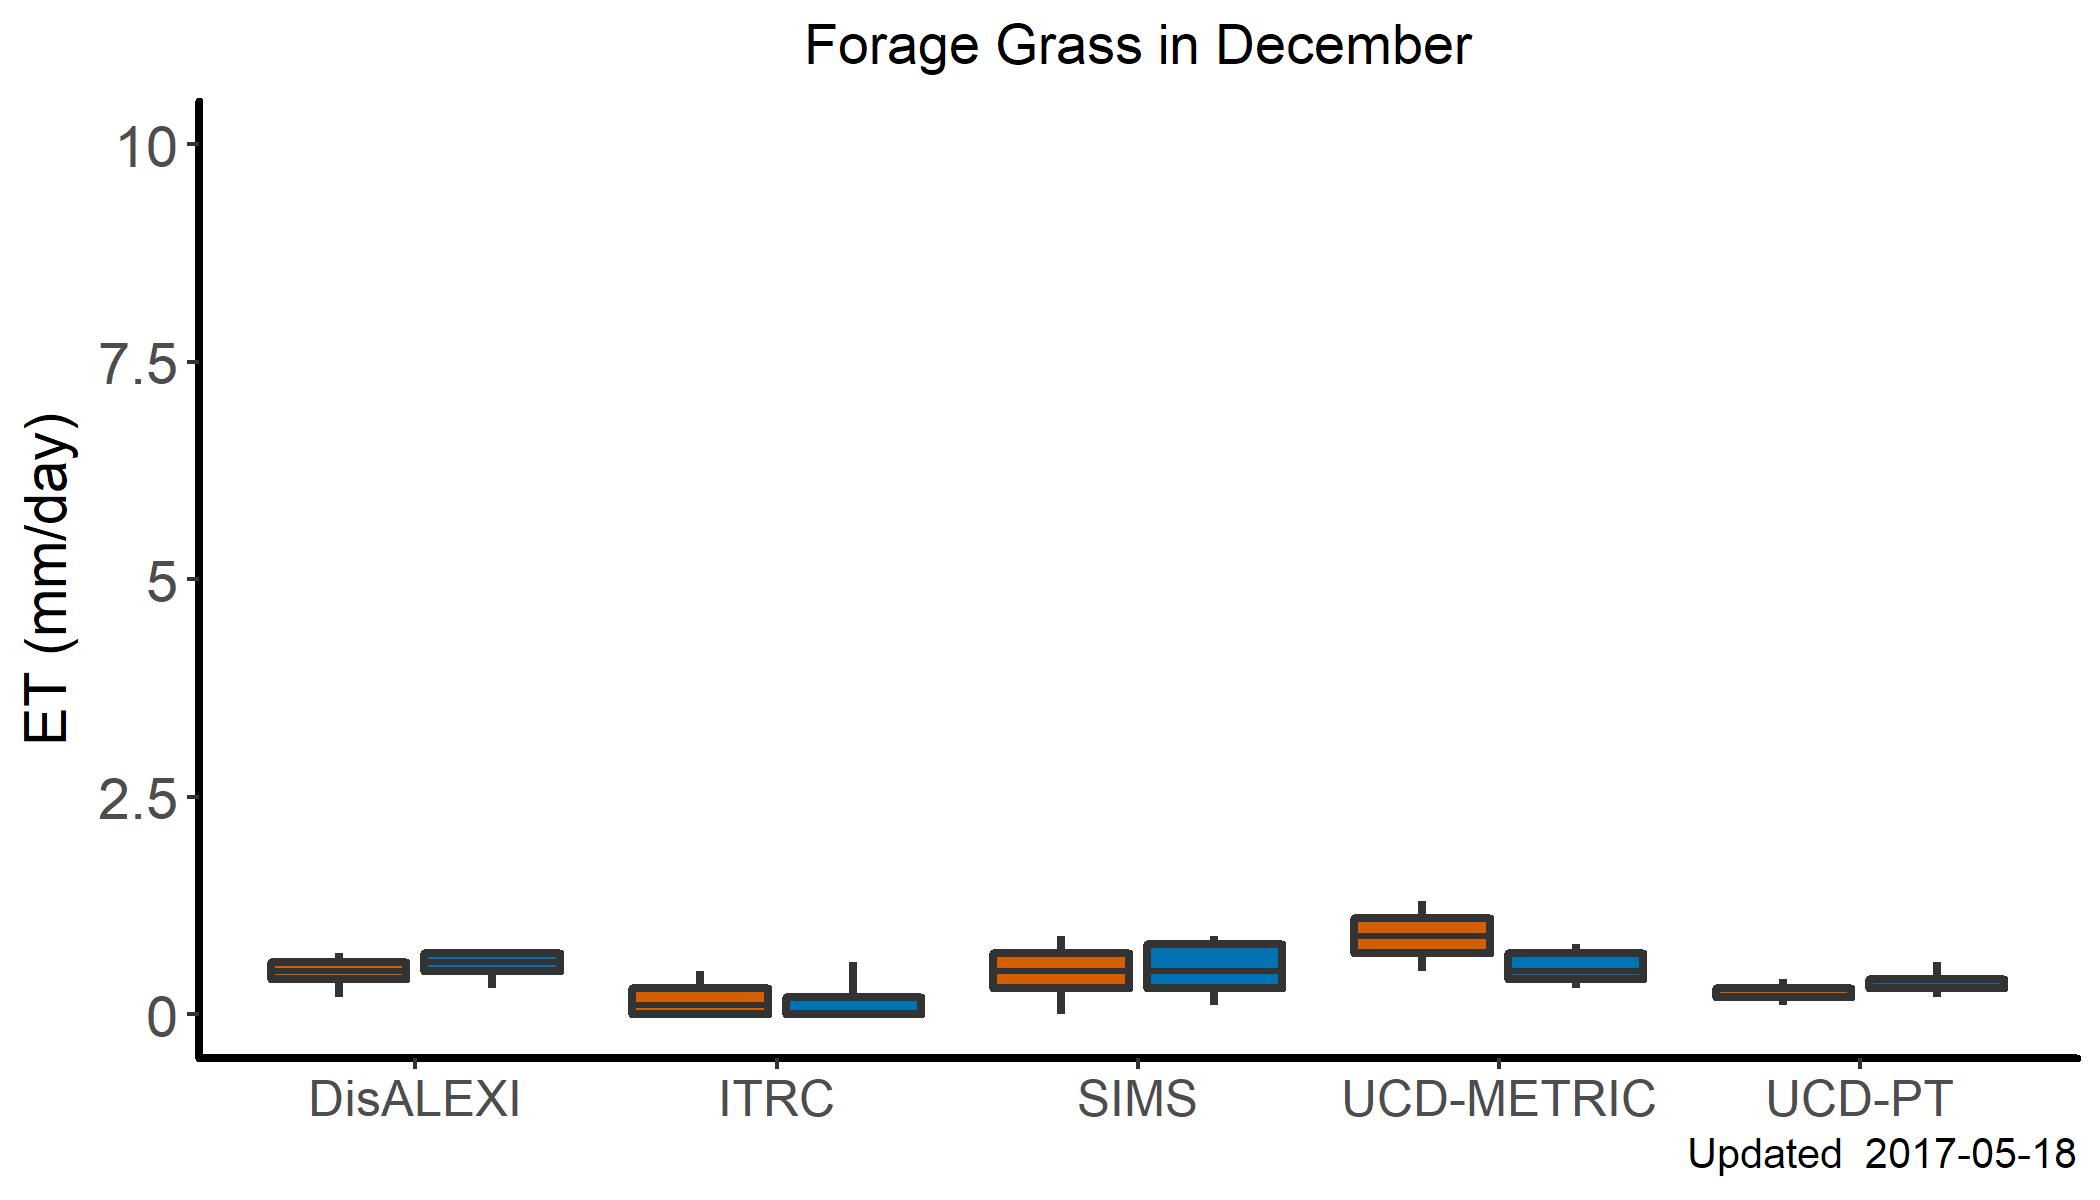 Forage Grass in December
ET (mm/day)
10
7.5
5
2.5
0
DisALEXI ITRC SIMS UCD-METRIC UCD-PT
Updated 2017-05-18